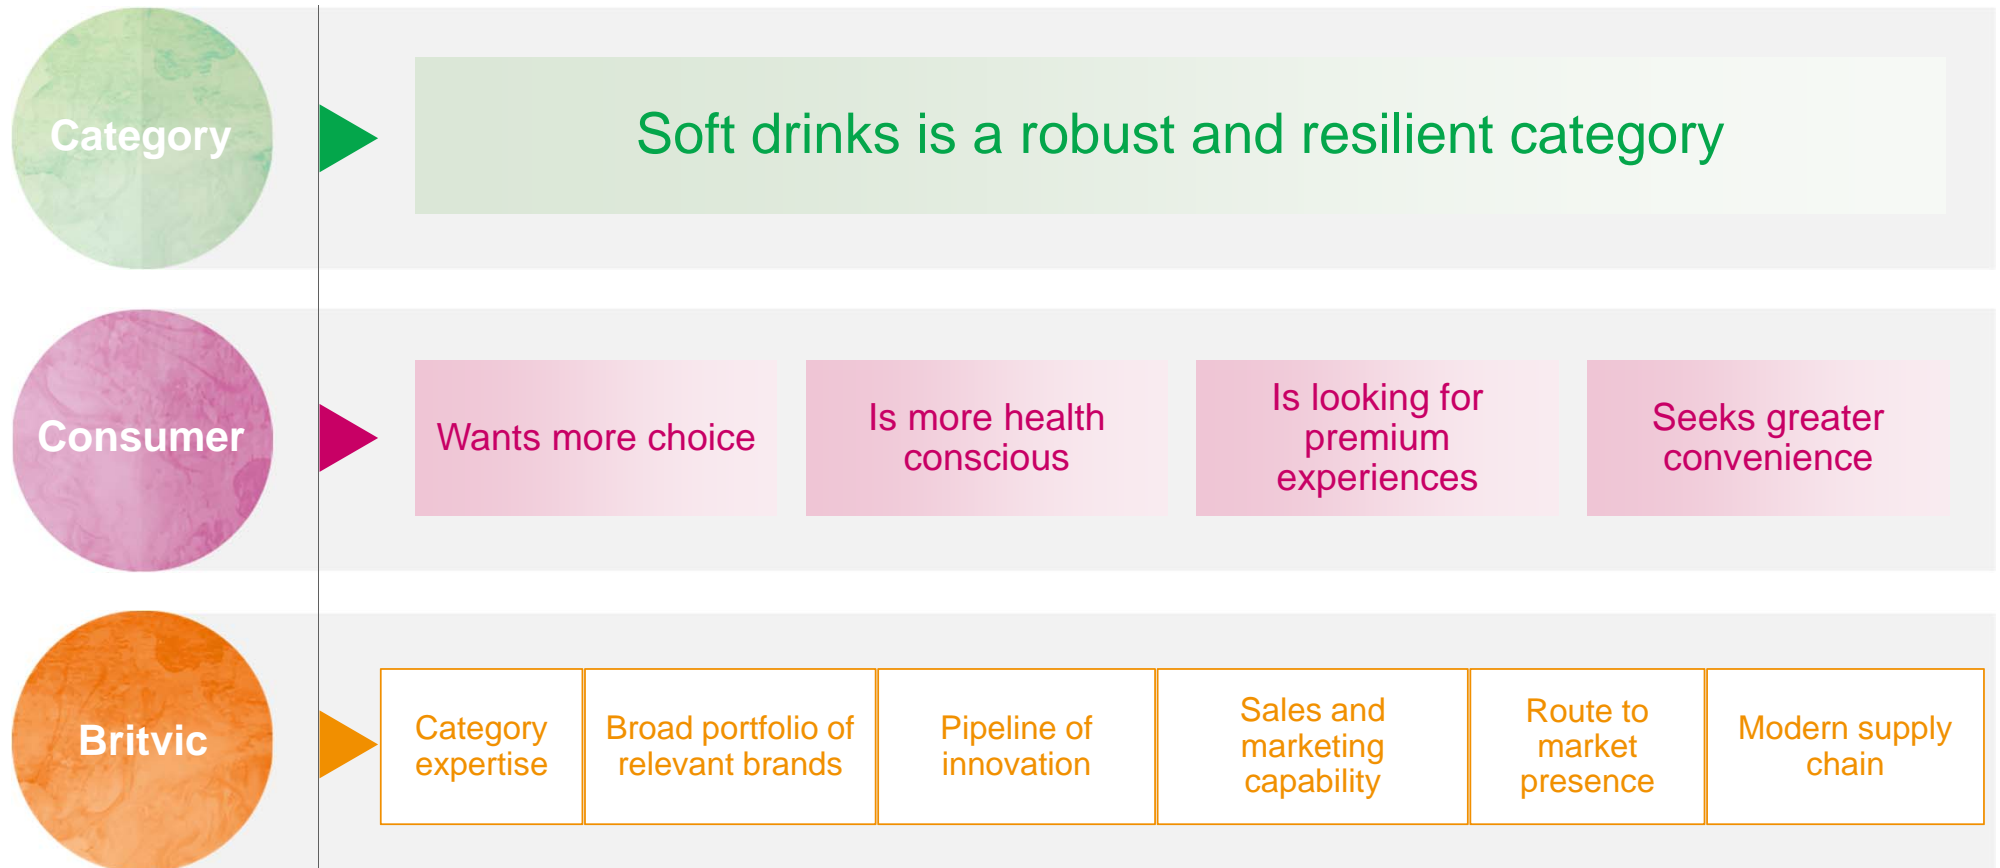 Category
Soft drinks is a robust and resilient category
Consumer
Wants more choice
Is more health
conscious
Is looking for
premium
experiences
Seeks greater
convenience
Britvic
Category
expertise
Broad portfolio of
relevant brands
Pipeline of
innovation
Sales and
marketing
capability
Route to
market
presence
Modern supply
chain